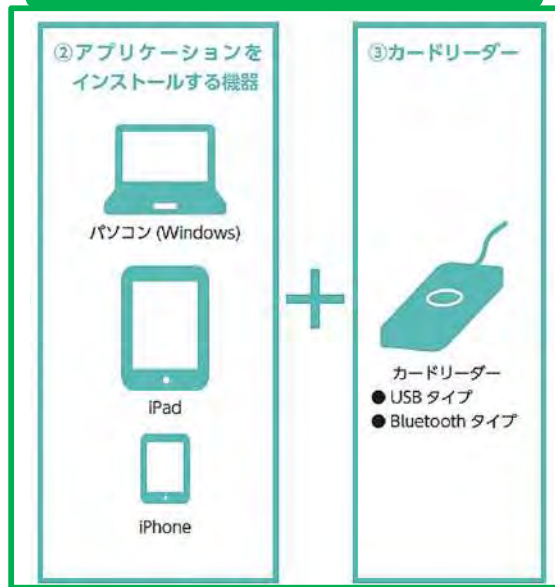 ②アプリケーションを
インストールする機器
パソコン (Windows)
iPad
iPhone
③カードリーダー
カードリーダー
● USB タイプ
● Bluetooth タイプ